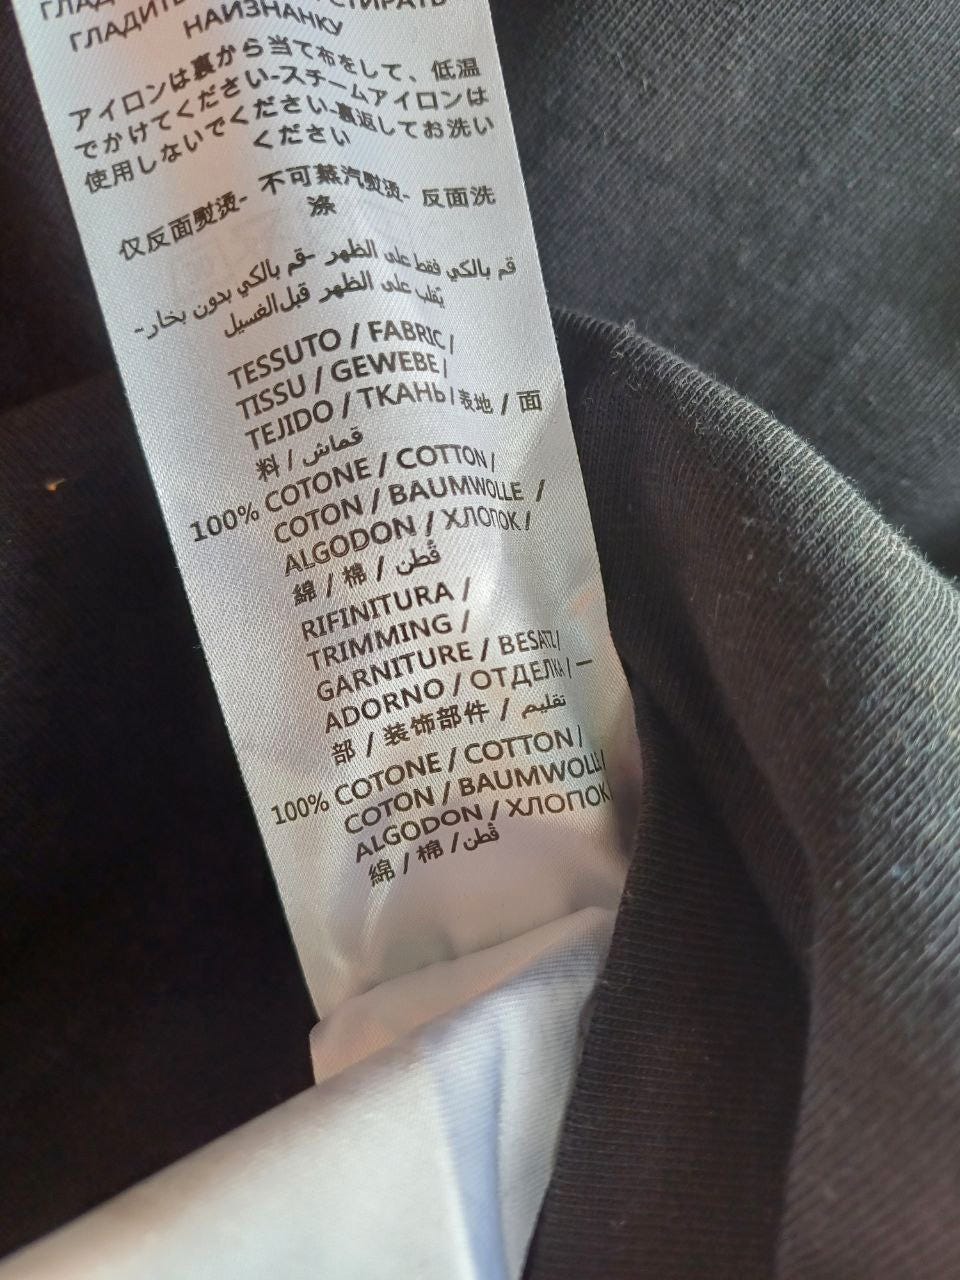 ГЛАДИТЬ СТИРАТЬ
НАИЗНАНКУ
アイロンは裏から当て布をして、低温
でかけてください-スチームアイロンは
使用しないでください-裏返してお洗い
ください
仅反面熨烫- 不可蒸汽熨烫- 反面洗
涤
قم بالكي فقط على الظهر -قم بالكي بدون بخار-
يُقلب على الظهر قبل الغسيل
TESSUTO / FABRIC /
TISSU / GEWEBE /
TEJIDO / ТКАНЬ / 表地 / 面
料 / قماش
100% COTONE / COTTON /
COTON / BAUMWOLLE /
ALGODON / ХЛОПОК /
綿 / 棉 / قُطن
RIFINITURA /
TRIMMING /
GARNITURE / BESATZ /
ADORNO / ОТДЕЛКА / 一
部 / 装饰部件 / تقليم
100% COTONE / COTTON /
COTON / BAUMWOLLE/
ALGODON / ХЛОПОК
綿 / 棉 / قُطن